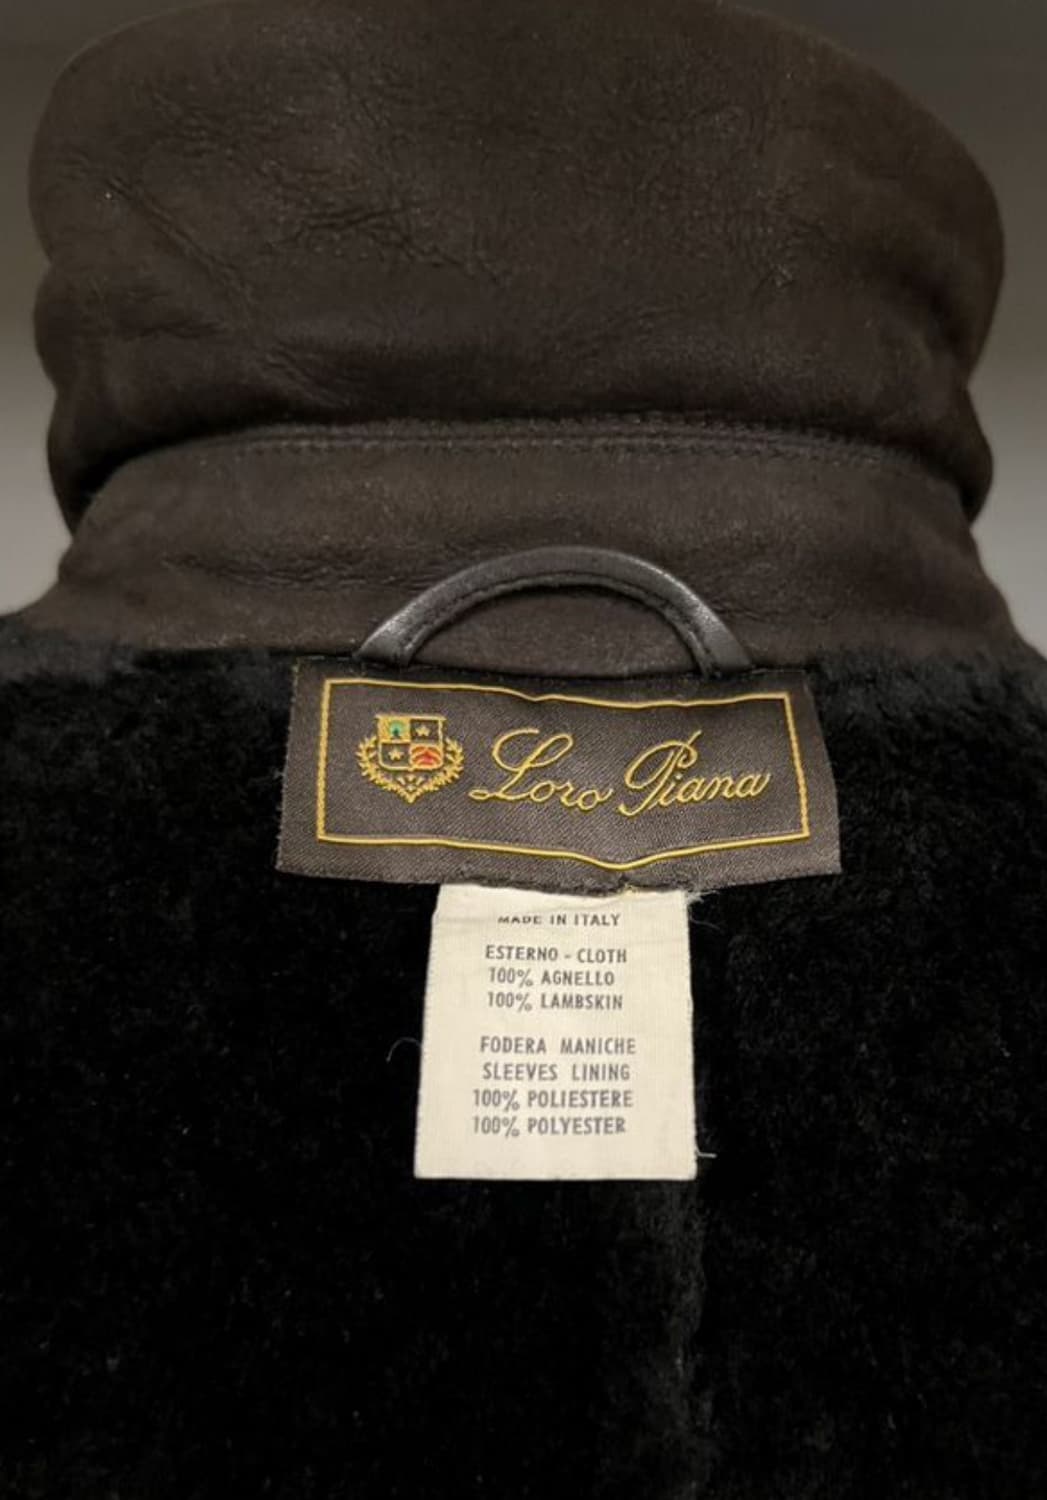 Loro Piana
MADE IN ITALY
ESTERNO - CLOTH
100% AGNELLO
100% LAMBSKIN
FODERA MANICHE
SLEEVES LINING
100% POLIESTERE
100% POLYESTER